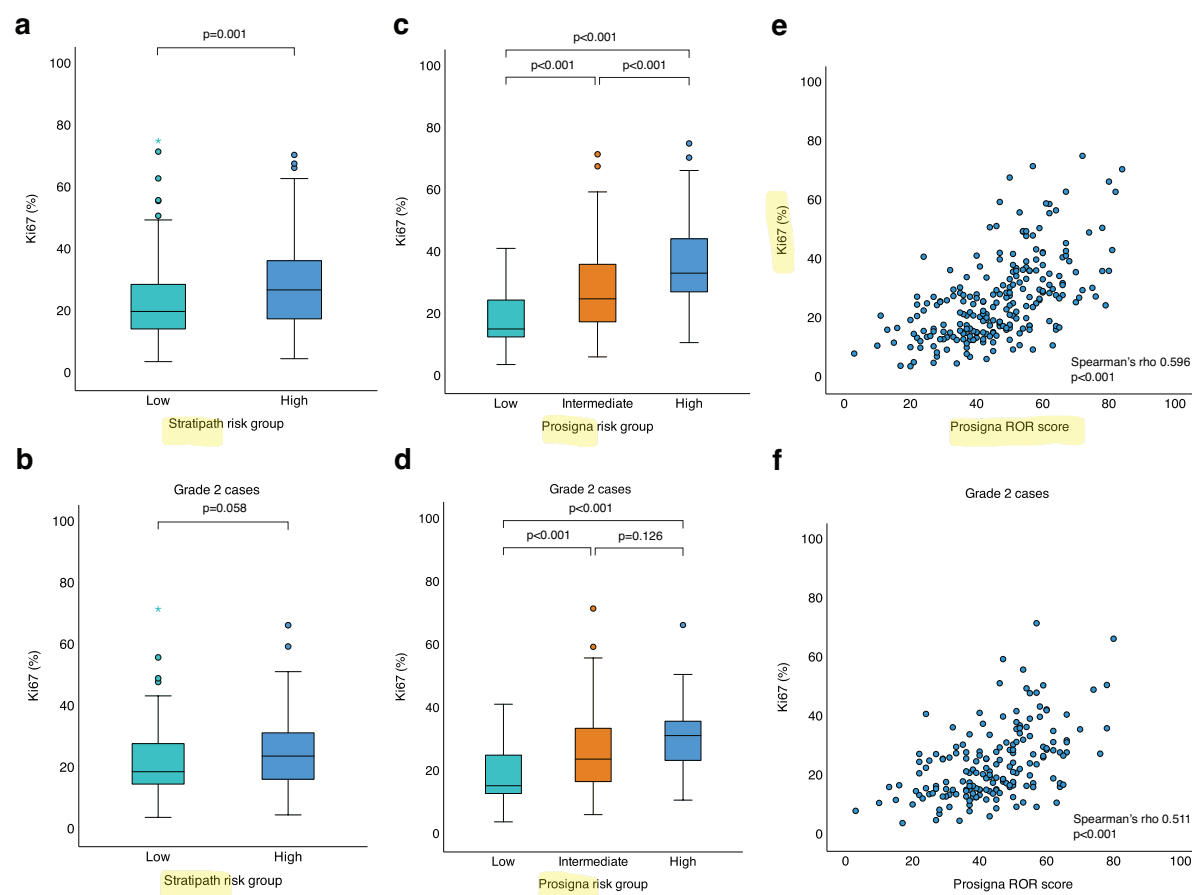 a
p=0.001
100
80
60
40
20
0
Ki67 (%)
Low
High
Stratipath risk group
c
p<0.001
p<0.001
p<0.001
100
80
60
40
20
0
Ki67 (%)
Low
Intermediate
High
Prosigna risk group
e
100
80
60
40
20
0
Ki67 (%)
Spearman's rho 0.596
p<0.001
0
20
40
60
80
100
Prosigna ROR score
b
Grade 2 cases
p=0.058
100
80
60
40
20
0
Ki67 (%)
Low
High
Stratipath risk group
d
Grade 2 cases
p<0.001
p<0.001
p=0.126
100
80
60
40
20
0
Ki67 (%)
Low
Intermediate
High
Prosigna risk group
f
Grade 2 cases
100
80
60
40
20
0
Ki67 (%)
Spearman's rho 0.511
p<0.001
0
20
40
60
80
100
Prosigna ROR score